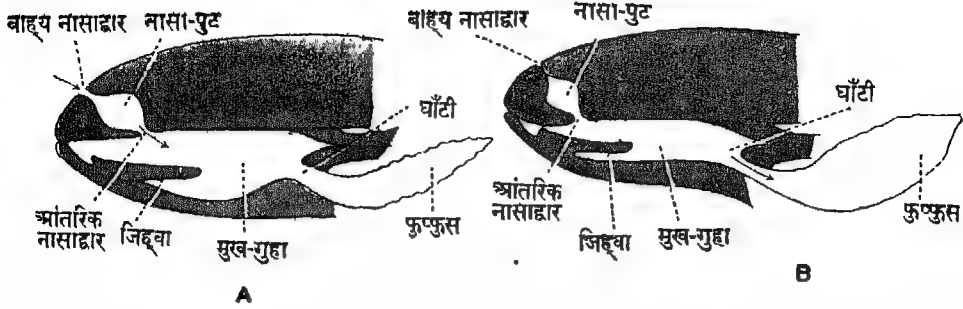 बाह्य नासाद्वार
नासा-पुट
घाँटी
आंतरिक
नासाद्वार
जिह्वा
मुख-गुहा
फुप्फुस
A
बाह्य नासाद्वार
नासा-पुट
घाँटी
आंतरिक
नासाद्वार
जिह्वा
मुख-गुहा
फुप्फुस
B